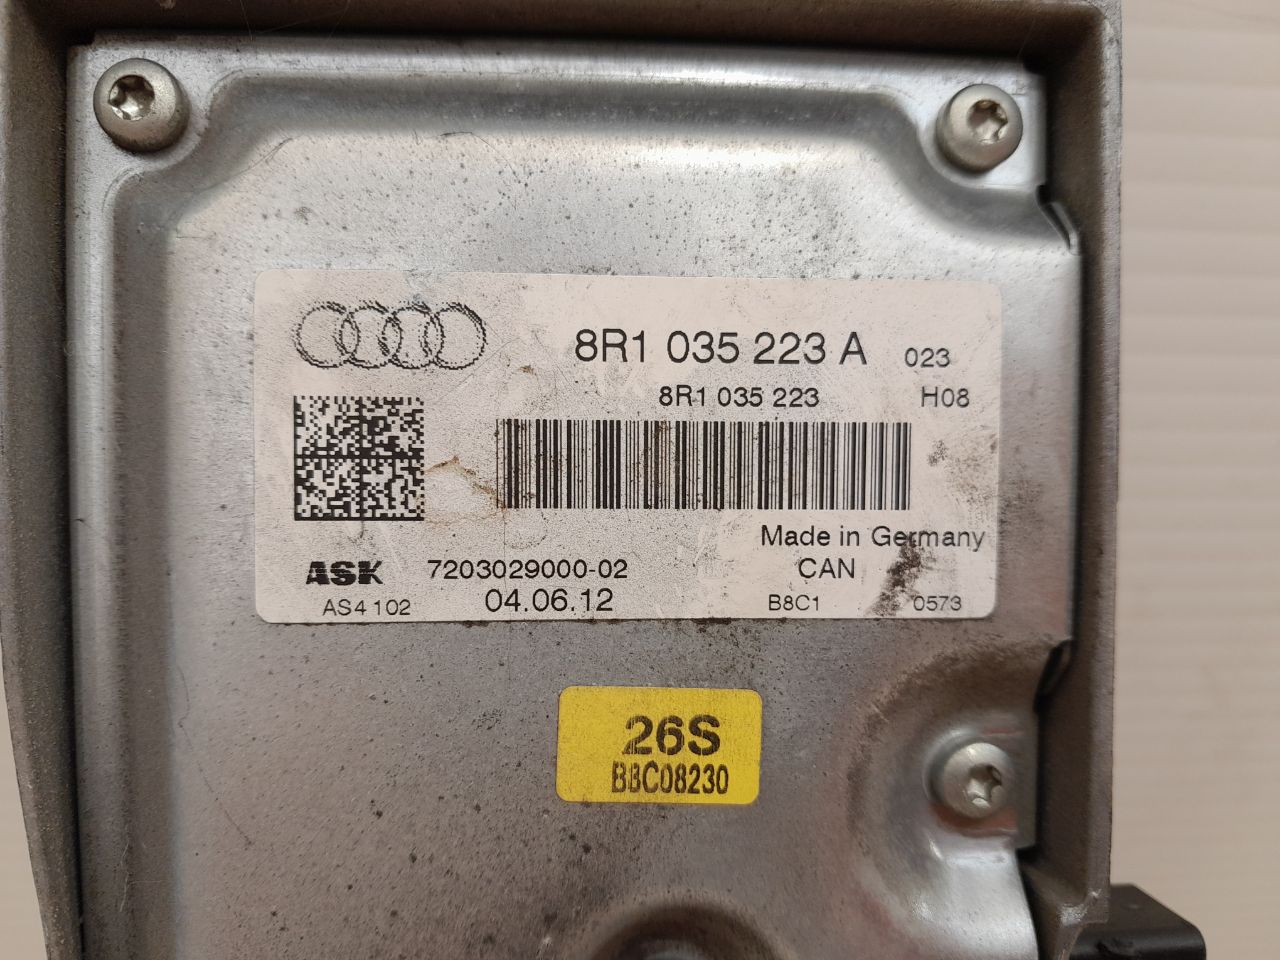 8R1 035 223 A 023
8R1 035 223 H08
Made in Germany
ASK 7203029000-02 CAN
AS4 102 04.06.12 B8C1 0573
26S
BBC08230